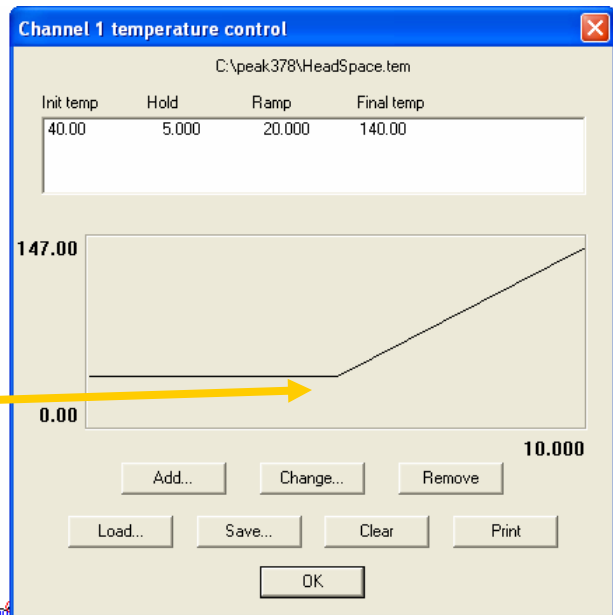 Channel 1 temperature control
C:\peak378\HeadSpace.tem
Init temp Hold Ramp Final temp
40.00 5.000 20.000 140.00
147.00
0.00
10.000
Add... Change... Remove
Load... Save... Clear Print
OK